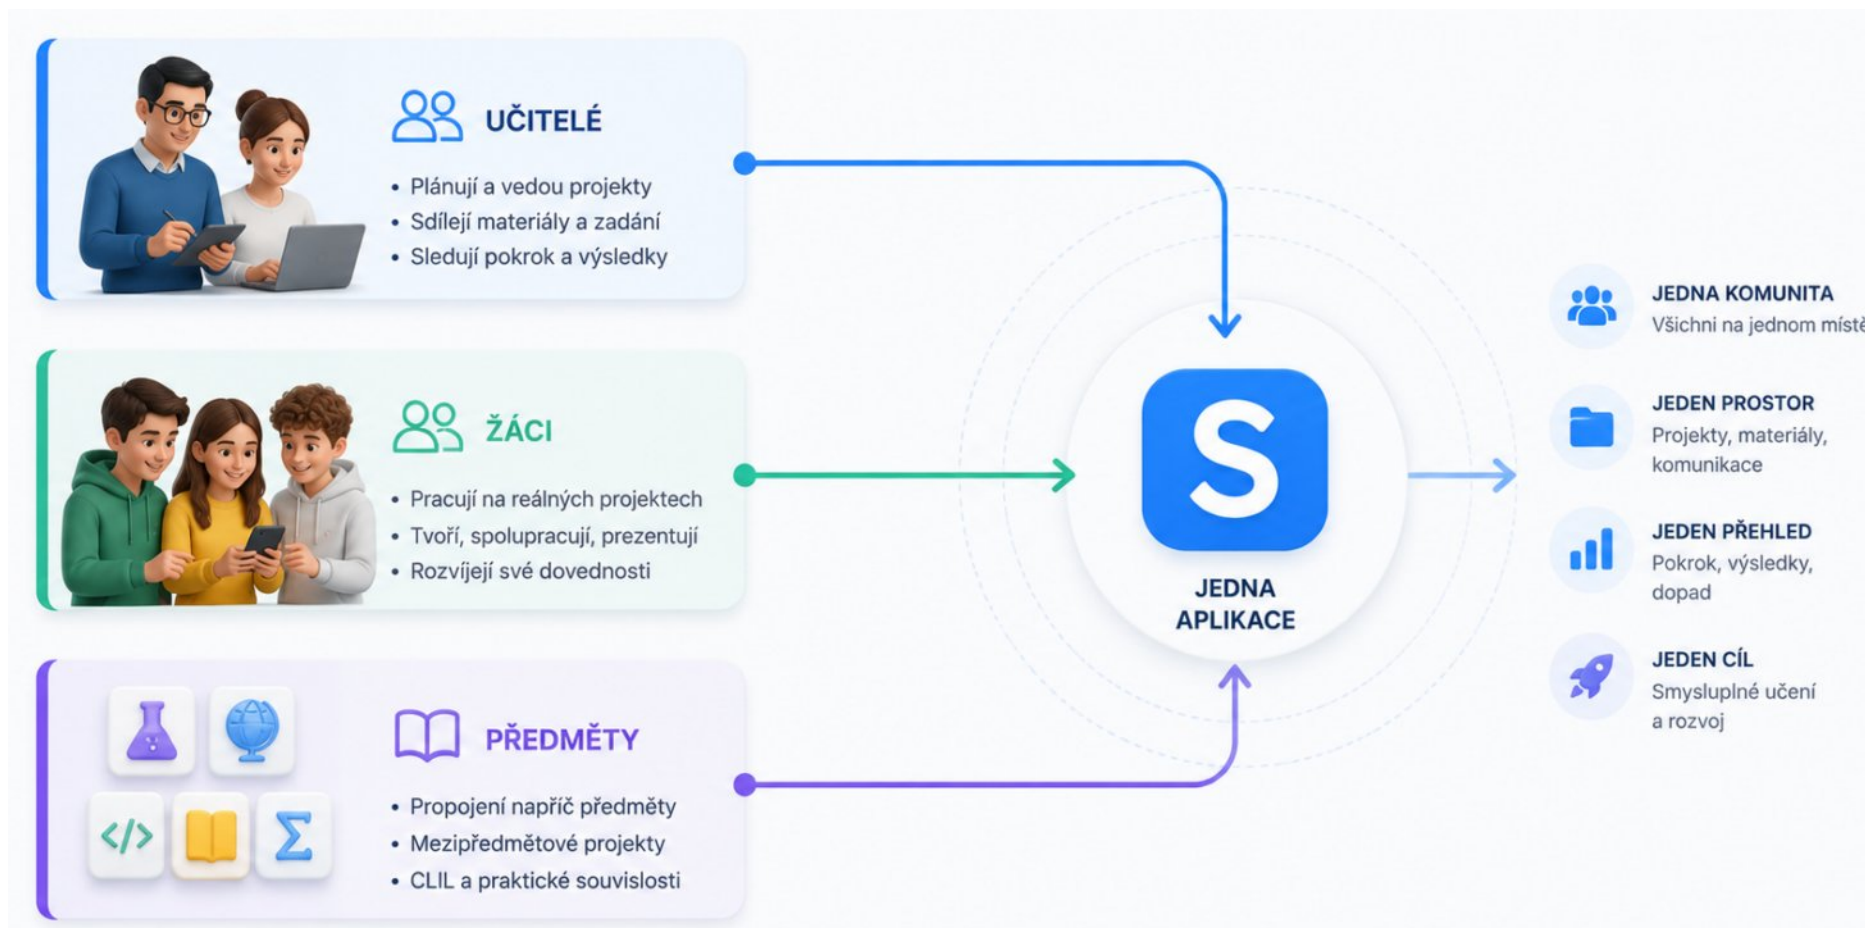 UČITELÉ
• Plánují a vedou projekty
• Sdílejí materiály a zadání
• Sledují pokrok a výsledky
ŽÁCI
• Pracují na reálných projektech
• Tvoří, spolupracují, prezentují
• Rozvíjejí své dovednosti
</>
Σ
PŘEDMĚTY
• Propojení napříč předměty
• Mezipředmětové projekty
• CLIL a praktické souvislosti
S
JEDNA
APLIKACE
JEDNA KOMUNITA
Všichni na jednom místě
JEDEN PROSTOR
Projekty, materiály,
komunikace
JEDEN PŘEHLED
Pokrok, výsledky,
dopad
JEDEN CÍL
Smysluplné učení
a rozvoj